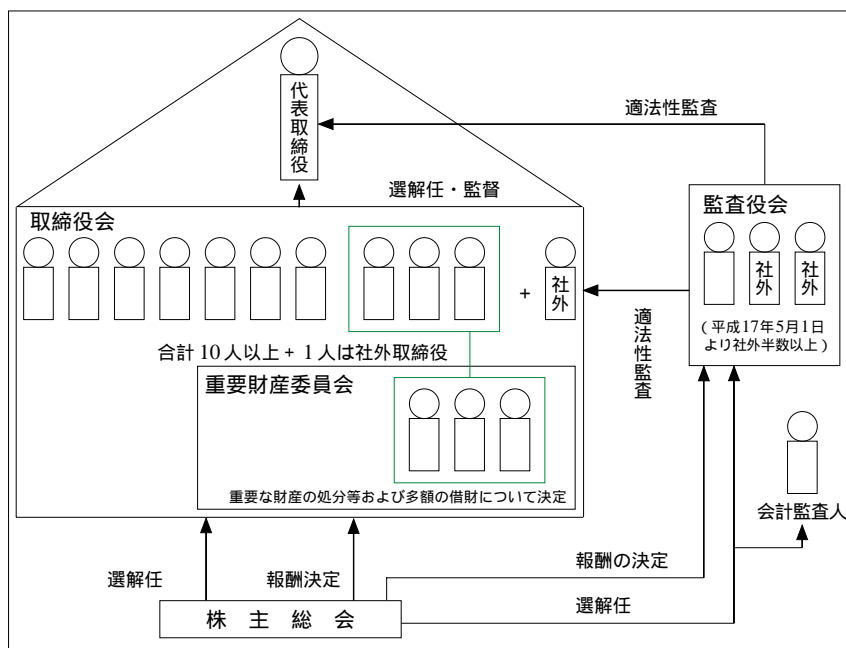 代表取締役
適法性監査
選解任・監督
取締役会
監査役会
社外
社外
+
社外
(平成17年5月1日
より社外半数以上)
適法性監査
合計10人以上+1人は社外取締役
重要財産委員会
重要な財産の処分等および多額の借財について決定
会計監査人
選解任
報酬決定
報酬の決定
選解任
株主総会